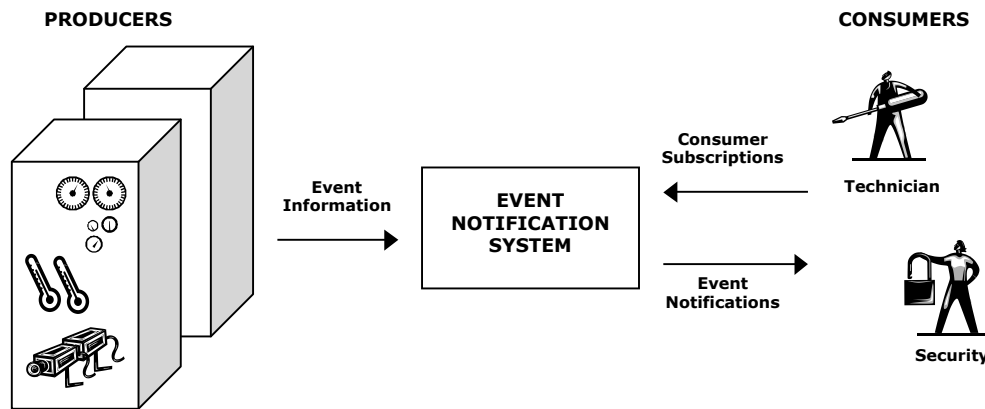 PRODUCERS
CONSUMERS
Consumer
Subscriptions
Technician
Event
Information
EVENT
NOTIFICATION
SYSTEM
Event
Notifications
Security